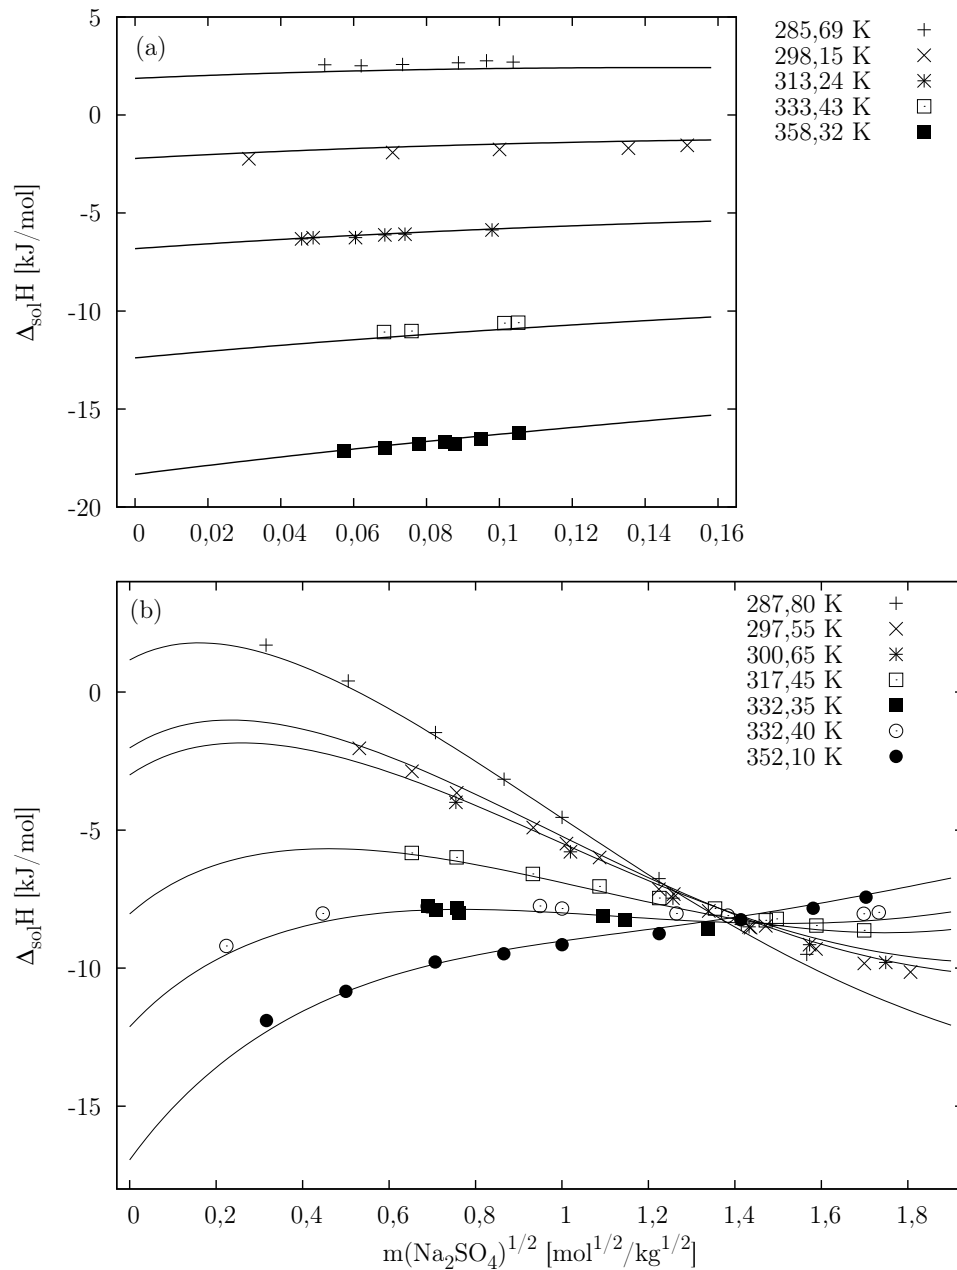 (a)
285,69 K
298,15 K
313,24 K
333,43 K
358,32 K
5
0
-5
-10
-15
-20
Δ_sol H [kJ/mol]
0 0,02 0,04 0,06 0,08 0,1 0,12 0,14 0,16
(b)
287,80 K
297,55 K
300,65 K
317,45 K
332,35 K
332,40 K
352,10 K
0
-5
-10
-15
Δ_sol H [kJ/mol]
0 0,2 0,4 0,6 0,8 1 1,2 1,4 1,6 1,8
m(Na₂SO₄)^1/2 [mol^1/2/kg^1/2]